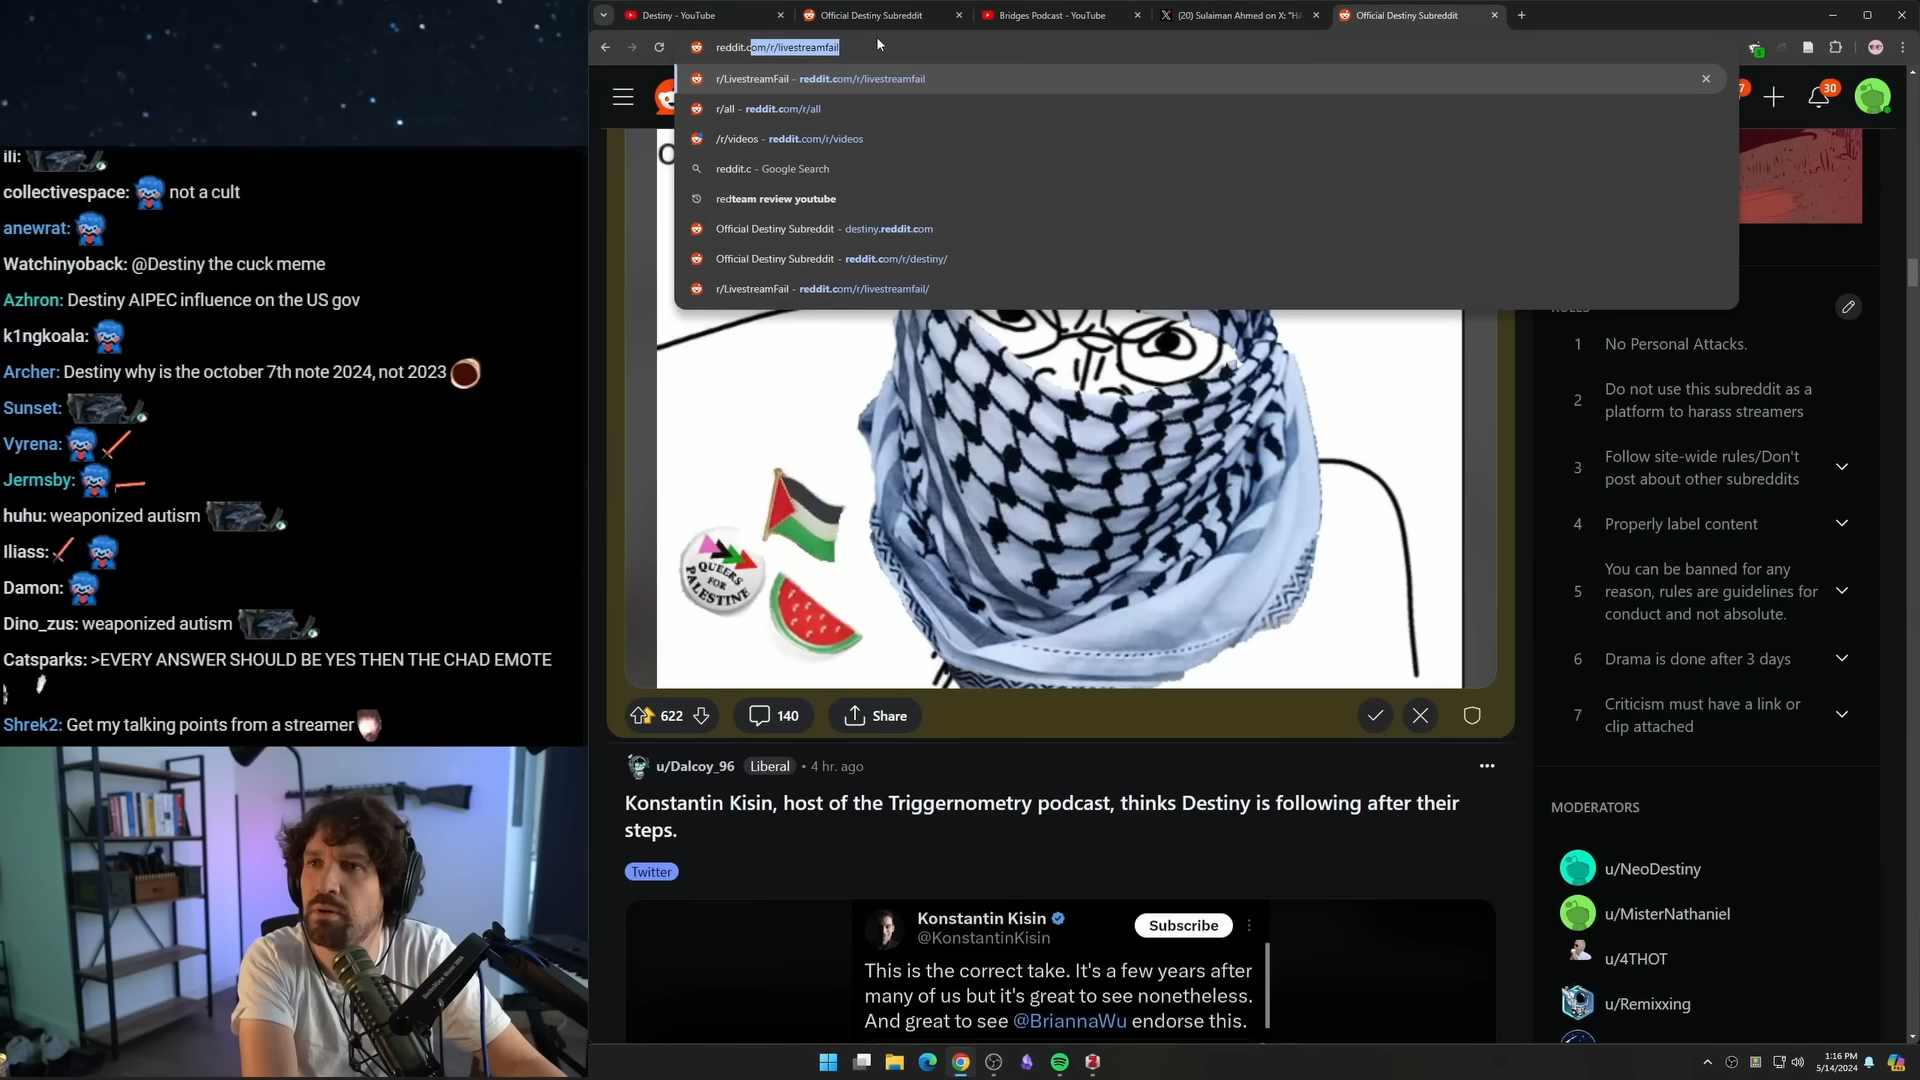 Destiny - YouTube
Official Destiny Subreddit
Bridges Podcast - YouTube
(20) Sulaiman Ahmed on X: "HA
Official Destiny Subreddit
reddit.com/r/livestreamfail
r/LivestreamFail - reddit.com/r/livestreamfail
r/all - reddit.com/r/all
/r/videos - reddit.com/r/videos
reddit.c - Google Search
redteam review youtube
Official Destiny Subreddit - destiny.reddit.com
Official Destiny Subreddit - reddit.com/r/destiny/
r/LivestreamFail - reddit.com/r/livestreamfail/
7
30
ili:
collectivespace: not a cult
anewrat:
Watchinyoback: @Destiny the cuck meme
Azhron: Destiny AIPEC influence on the US gov
k1ngkoala:
Archer: Destiny why is the october 7th note 2024, not 2023
Sunset:
Vyrena:
Jermsby:
huhu: weaponized autism
Iliass:
Damon:
Dino_zus: weaponized autism
Catsparks: >EVERY ANSWER SHOULD BE YES THEN THE CHAD EMOTE
Shrek2: Get my talking points from a streamer
QUEERS
FOR
PALESTINE
622
140
Share
u/Dalcoy_96 Liberal • 4 hr. ago
Konstantin Kisin, host of the Triggernometry podcast, thinks Destiny is following after their
steps.
Twitter
Konstantin Kisin
@KonstantinKisin
Subscribe
This is the correct take. It's a few years after
many of us but it's great to see nonetheless.
And great to see @BriannaWu endorse this.
RULES
1 No Personal Attacks.
2 Do not use this subreddit as a
platform to harass streamers
3 Follow site-wide rules/Don't
post about other subreddits
4 Properly label content
5 You can be banned for any
reason, rules are guidelines for
conduct and not absolute.
6 Drama is done after 3 days
7 Criticism must have a link or
clip attached
MODERATORS
u/NeoDestiny
u/MisterNathaniel
u/4THOT
u/Remixxing
1:16 PM
5/14/2024